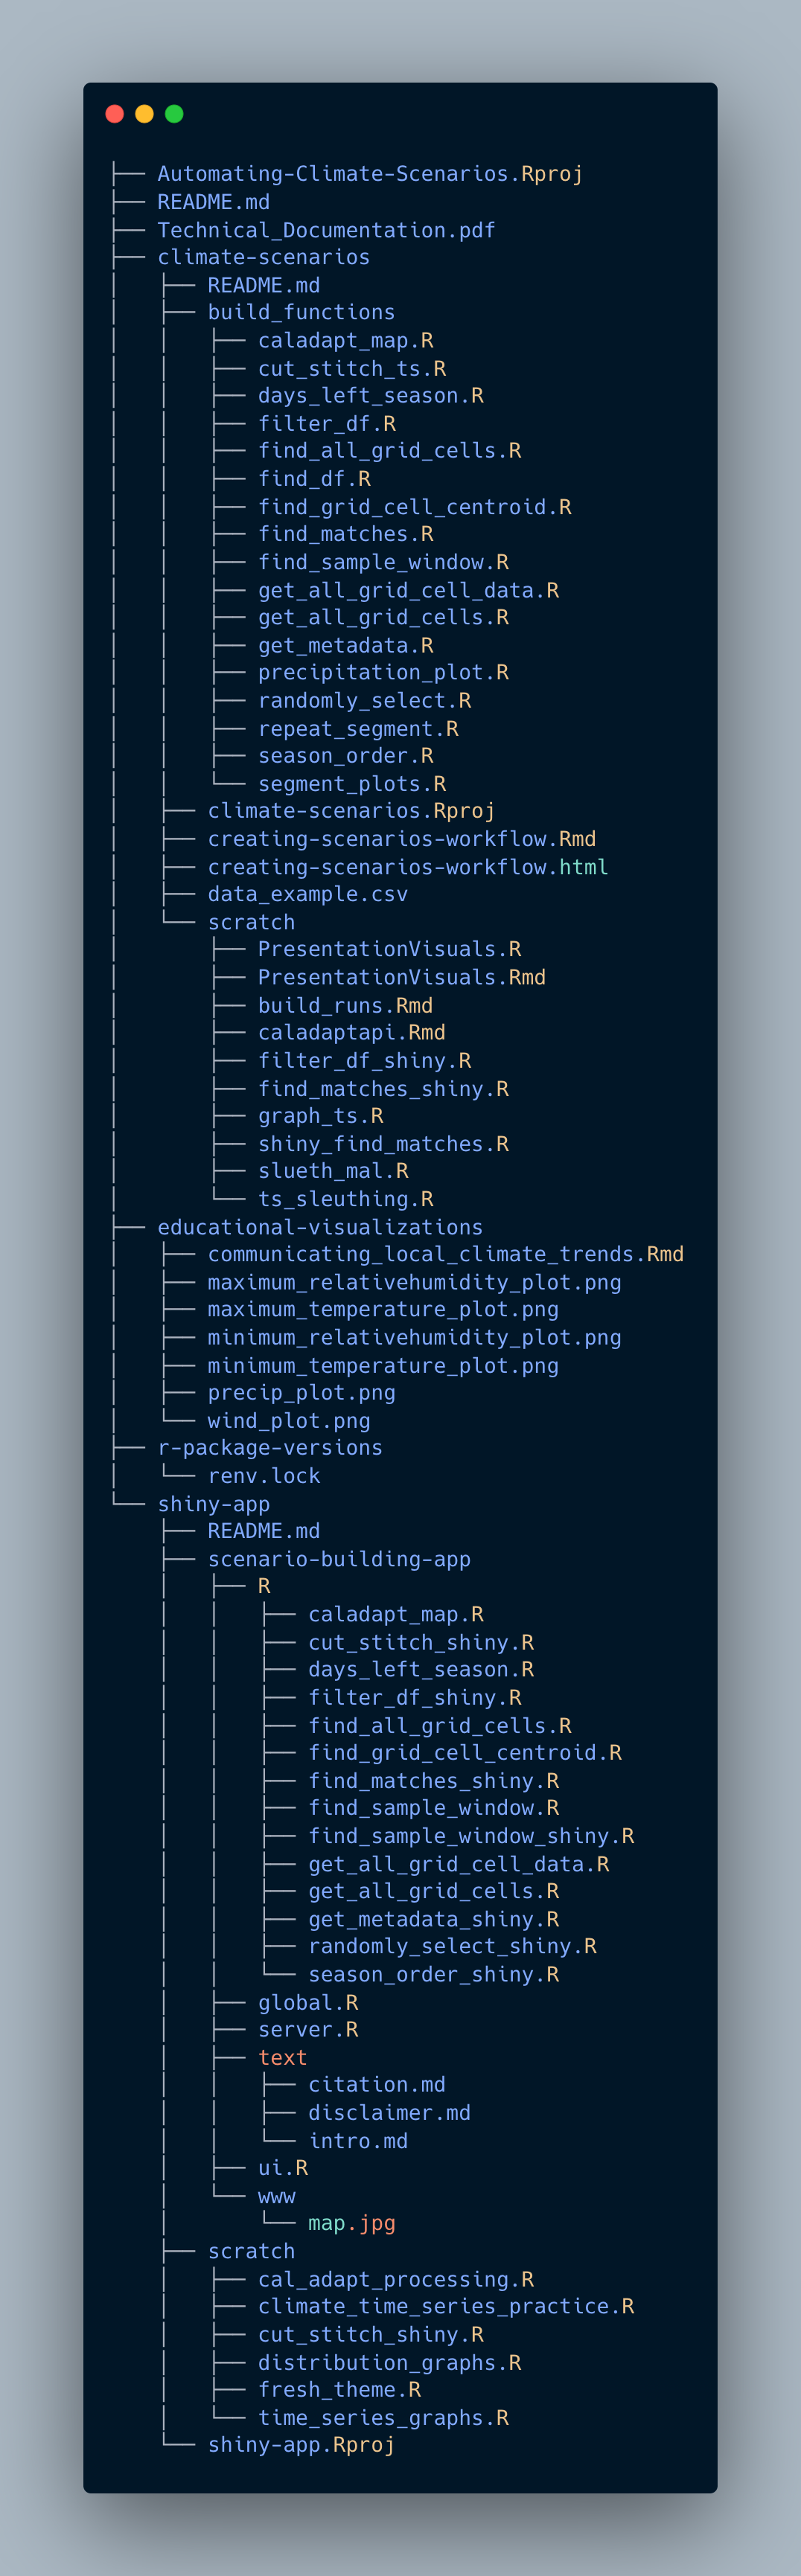 ├── Automating-Climate-Scenarios.Rproj
├── README.md
├── Technical_Documentation.pdf
├── climate-scenarios
│   ├── README.md
│   ├── build_functions
│   │   ├── caladapt_map.R
│   │   ├── cut_stitch_ts.R
│   │   ├── days_left_season.R
│   │   ├── filter_df.R
│   │   ├── find_all_grid_cells.R
│   │   ├── find_df.R
│   │   ├── find_grid_cell_centroid.R
│   │   ├── find_matches.R
│   │   ├── find_sample_window.R
│   │   ├── get_all_grid_cell_data.R
│   │   ├── get_all_grid_cells.R
│   │   ├── get_metadata.R
│   │   ├── precipitation_plot.R
│   │   ├── randomly_select.R
│   │   ├── repeat_segment.R
│   │   ├── season_order.R
│   │   └── segment_plots.R
│   ├── climate-scenarios.Rproj
│   ├── creating-scenarios-workflow.Rmd
│   ├── creating-scenarios-workflow.html
│   ├── data_example.csv
│   └── scratch
│       ├── PresentationVisuals.R
│       ├── PresentationVisuals.Rmd
│       ├── build_runs.Rmd
│       ├── caladaptapi.Rmd
│       ├── filter_df_shiny.R
│       ├── find_matches_shiny.R
│       ├── graph_ts.R
│       ├── shiny_find_matches.R
│       ├── slueth_mal.R
│       └── ts_sleuthing.R
├── educational-visualizations
│   ├── communicating_local_climate_trends.Rmd
│   ├── maximum_relativehumidity_plot.png
│   ├── maximum_temperature_plot.png
│   ├── minimum_relativehumidity_plot.png
│   ├── minimum_temperature_plot.png
│   ├── precip_plot.png
│   └── wind_plot.png
├── r-package-versions
│   └── renv.lock
└── shiny-app
    ├── README.md
    ├── scenario-building-app
    │   ├── R
    │   │   ├── caladapt_map.R
    │   │   ├── cut_stitch_shiny.R
    │   │   ├── days_left_season.R
    │   │   ├── filter_df_shiny.R
    │   │   ├── find_all_grid_cells.R
    │   │   ├── find_grid_cell_centroid.R
    │   │   ├── find_matches_shiny.R
    │   │   ├── find_sample_window.R
    │   │   ├── find_sample_window_shiny.R
    │   │   ├── get_all_grid_cell_data.R
    │   │   ├── get_all_grid_cells.R
    │   │   ├── get_metadata_shiny.R
    │   │   ├── randomly_select_shiny.R
    │   │   └── season_order_shiny.R
    │   ├── global.R
    │   ├── server.R
    │   ├── text
    │   │   ├── citation.md
    │   │   ├── disclaimer.md
    │   │   └── intro.md
    │   ├── ui.R
    │   └── www
    │       └── map.jpg
    ├── scratch
    │   ├── cal_adapt_processing.R
    │   ├── climate_time_series_practice.R
    │   ├── cut_stitch_shiny.R
    │   ├── distribution_graphs.R
    │   ├── fresh_theme.R
    │   └── time_series_graphs.R
    └── shiny-app.Rproj